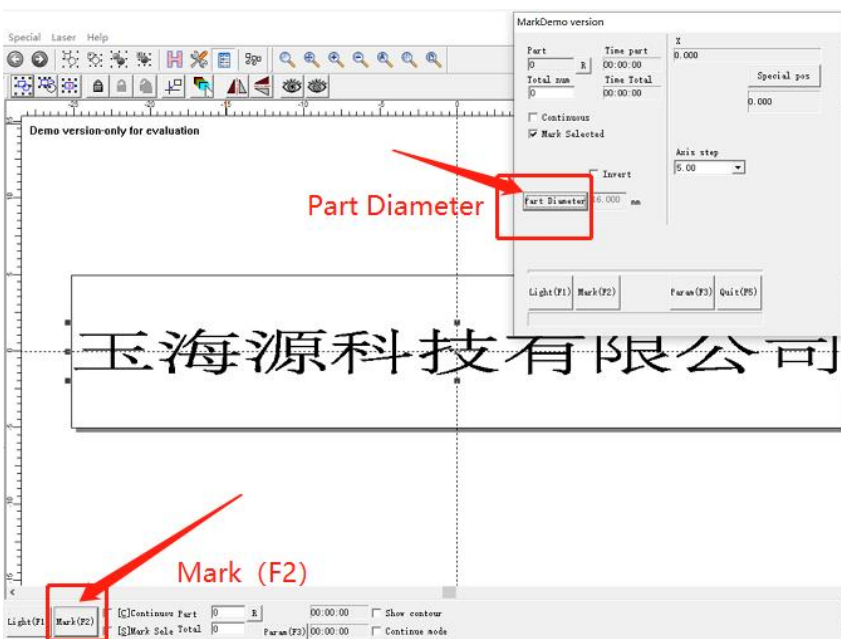 MarkDemo version
Special Laser Help
Part Time part X
0 R 00:00:00 0.000
Total num Time Total Special pos
0 00:00:00 0.000
Continuous
Mark Selected
Demo version-only for evaluation
Axis step
5.00
Invert
Part Diameter
Part Diameter mm
Light(F1) Mark(F2) Param(F3) Quit(F5)
玉海源科技有限公司
Mark (F2)
[C]Continuou Part 0 R 00:00:00 Show contour
Light(F1 Mark(F2)
[S]Mark Sele Total 0 Param(F3) 00:00:00 Continue mode